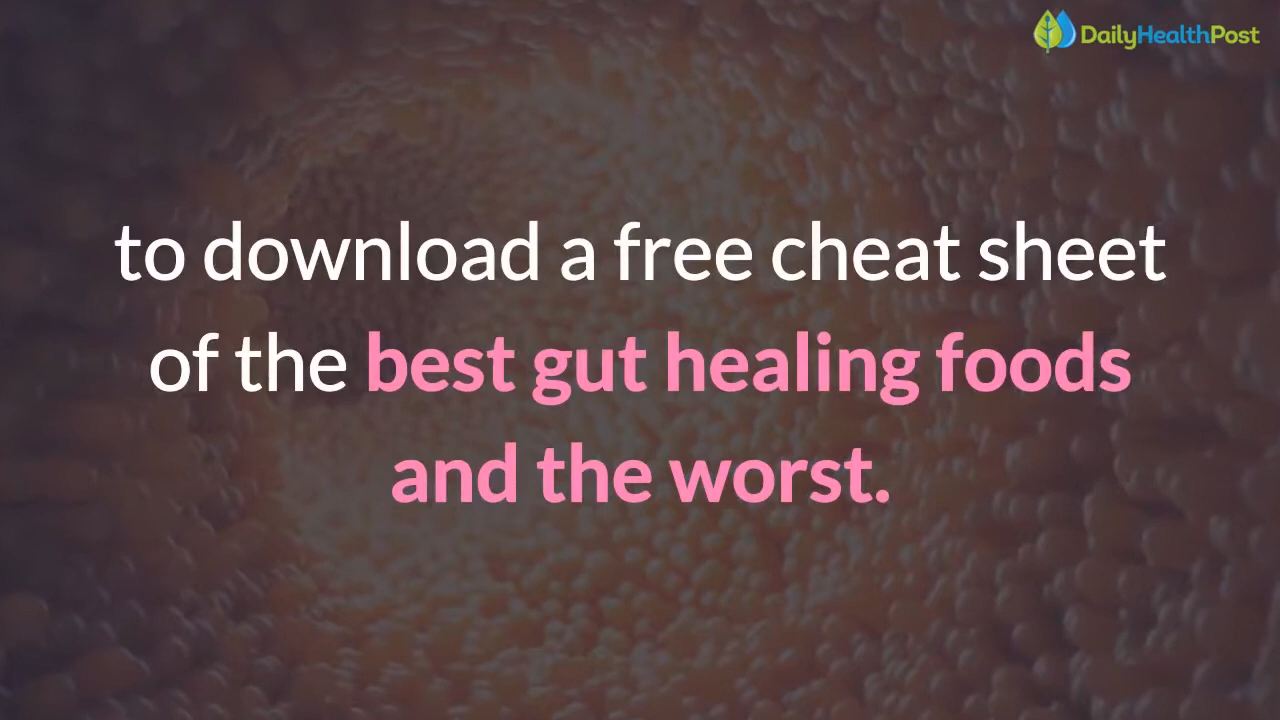 DailyHealthPost
to download a free cheat sheet
of the best gut healing foods
and the worst.